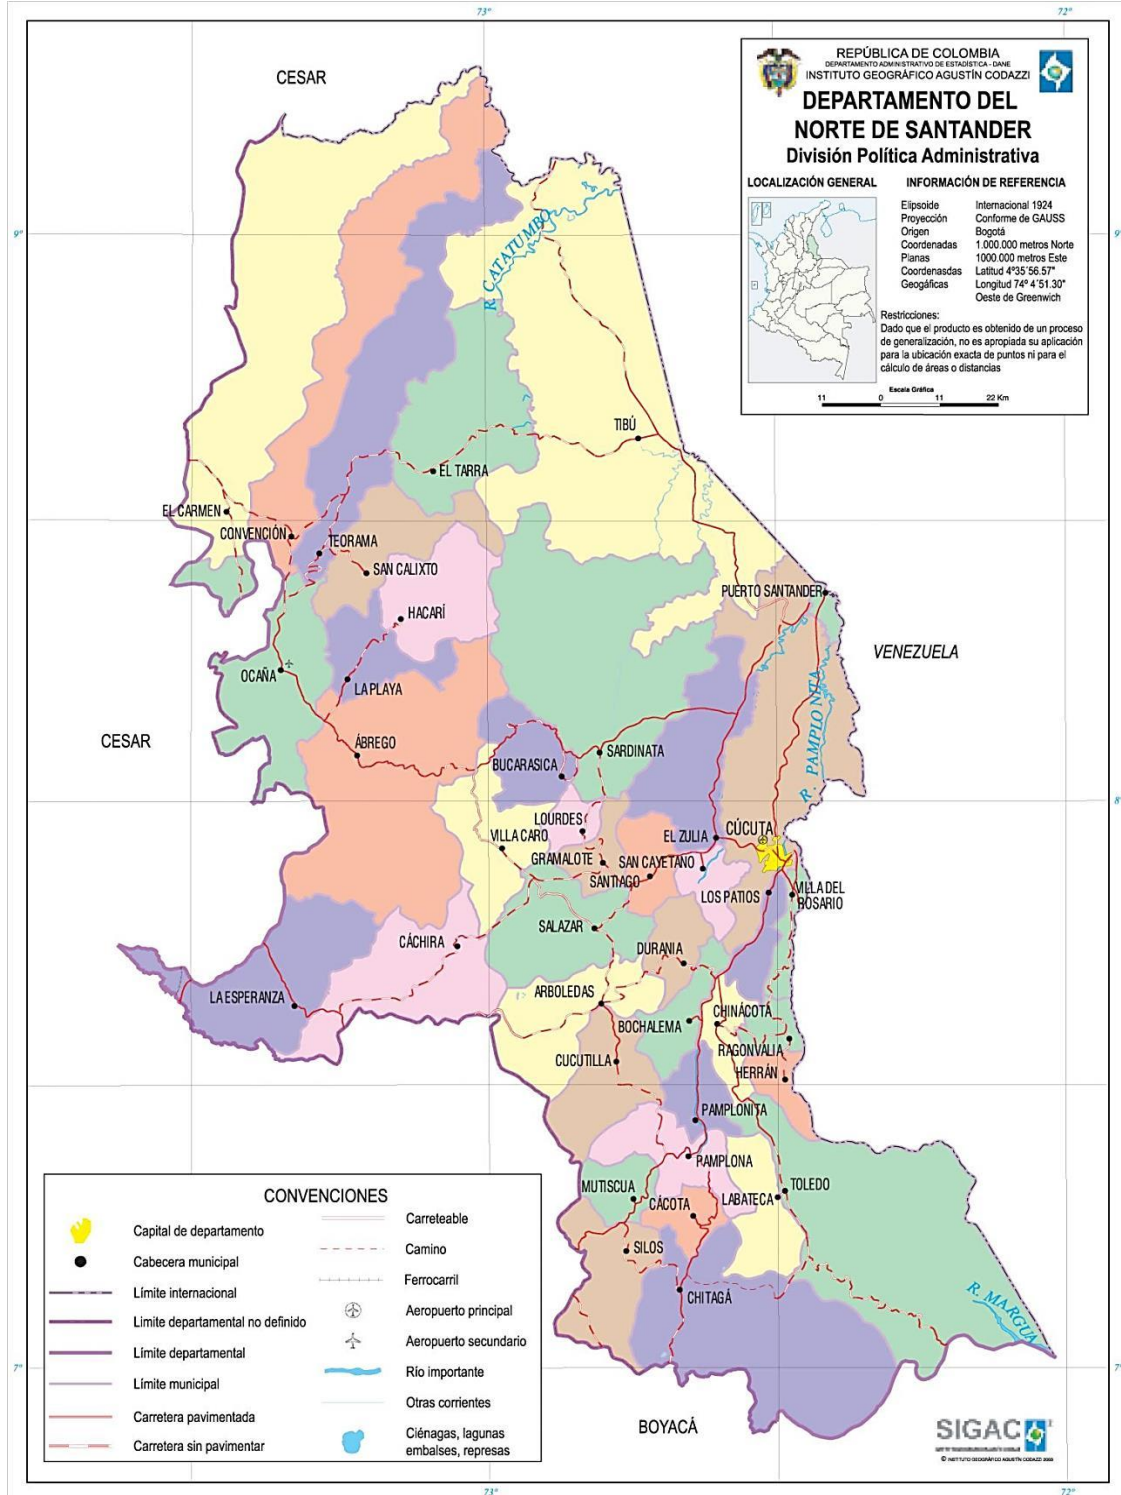 73°
72°
CESAR
REPÚBLICA DE COLOMBIA
DEPARTAMENTO ADMINISTRATIVO DE ESTADÍSTICA - DANE
INSTITUTO GEOGRÁFICO AGUSTÍN CODAZZI
DEPARTAMENTO DEL
NORTE DE SANTANDER
División Política Administrativa
LOCALIZACIÓN GENERAL
INFORMACIÓN DE REFERENCIA
Elipsoide Internacional 1924
Proyección Conforme de GAUSS
Origen Bogotá
Coordenadas 1.000.000 metros Norte
Planas 1000.000 metros Este
Coordenasdas Latitud 4°35´56.57"
Geogáficas Longitud 74° 4´51.30"
Oeste de Greenwich
Restricciones:
Dado que el producto es obtenido de un proceso
de generalización, no es apropiada su aplicación
para la ubicación exacta de puntos ni para el
cálculo de áreas o distancias
Escala Gráfica
11 0 11 22 Km
9°
9°
R. CATATUMBO
TIBÚ
EL TARRA
EL CARMEN
CONVENCIÓN
TEORAMA
SAN CALIXTO
HACARÍ
PUERTO SANTANDER
VENEZUELA
OCAÑA
LA PLAYA
R. PAMPLONITA
CESAR
ÁBREGO
SARDINATA
BUCARASICA
8°
8°
LOURDES
VILLA CARO
EL ZULIA
CÚCUTA
GRAMALOTE
SAN CAYETANO
SANTIAGO
LOS PATIOS
VILLA DEL
ROSARIO
SALAZAR
CÁCHIRA
DURANIA
LA ESPERANZA
ARBOLEDAS
CHINÁCOTA
BOCHALEMA
RAGONVALIA
CUCUTILLA
HERRÁN
PAMPLONITA
PAMPLONA
MUTISCUA
CÁCOTA
LABATECA
TOLEDO
SILOS
CHITAGÁ
R. MARGUA
7°
7°
BOYACÁ
CONVENCIONES
Capital de departamento
Cabecera municipal
Límite internacional
Limite departamental no definido
Límite departamental
Límite municipal
Carretera pavimentada
Carretera sin pavimentar
Carreteable
Camino
Ferrocarril
Aeropuerto principal
Aeropuerto secundario
Río importante
Otras corrientes
Ciénagas, lagunas
embalses, represas
SIGAC
© INSTITUTO GEOGRÁFICO AGUSTÍN CODAZZI
73°
72°